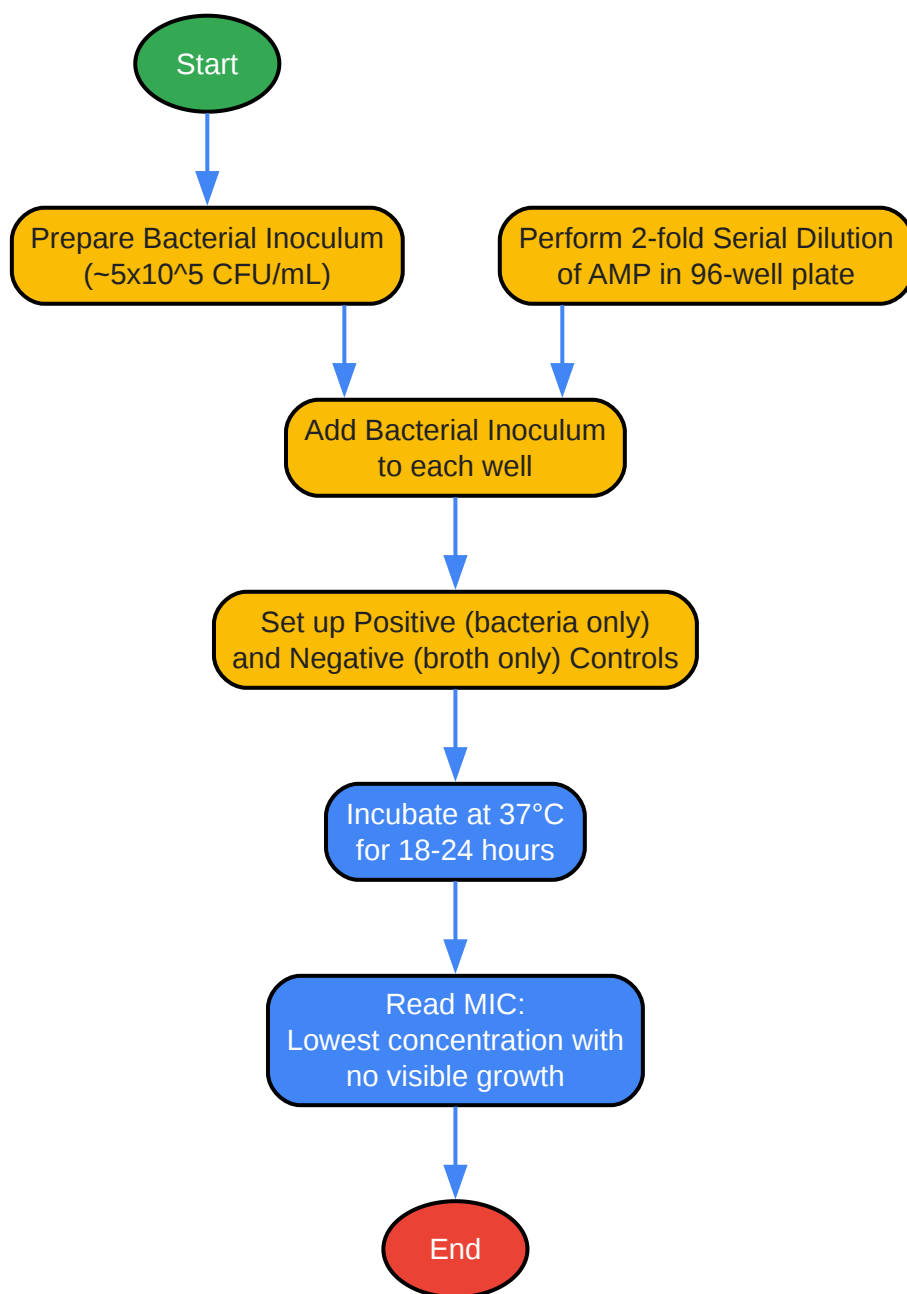 Start
Prepare Bacterial Inoculum
(~5x10^5 CFU/mL)
Perform 2-fold Serial Dilution
of AMP in 96-well plate
Add Bacterial Inoculum
to each well
Set up Positive (bacteria only)
and Negative (broth only) Controls
Incubate at 37°C
for 18-24 hours
Read MIC:
Lowest concentration with
no visible growth
End